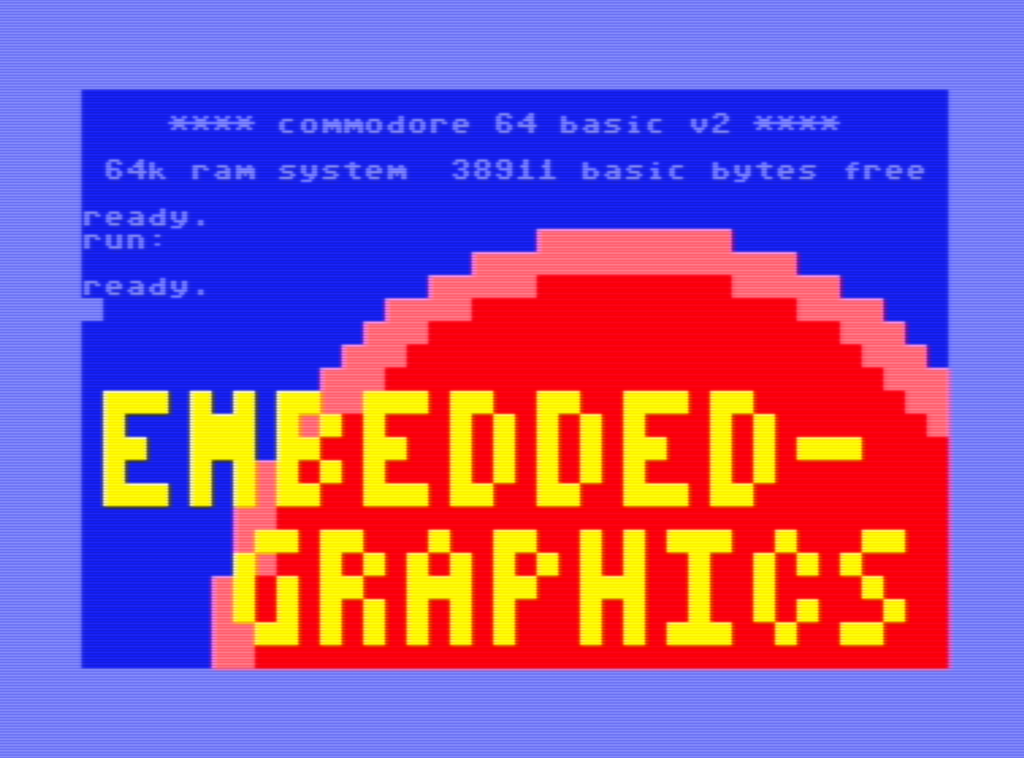 **** commodore 64 basic v2 ****
64k ram system  38911 basic bytes free
ready.
run:
ready.
EMBEDDED-
GRAPHICS